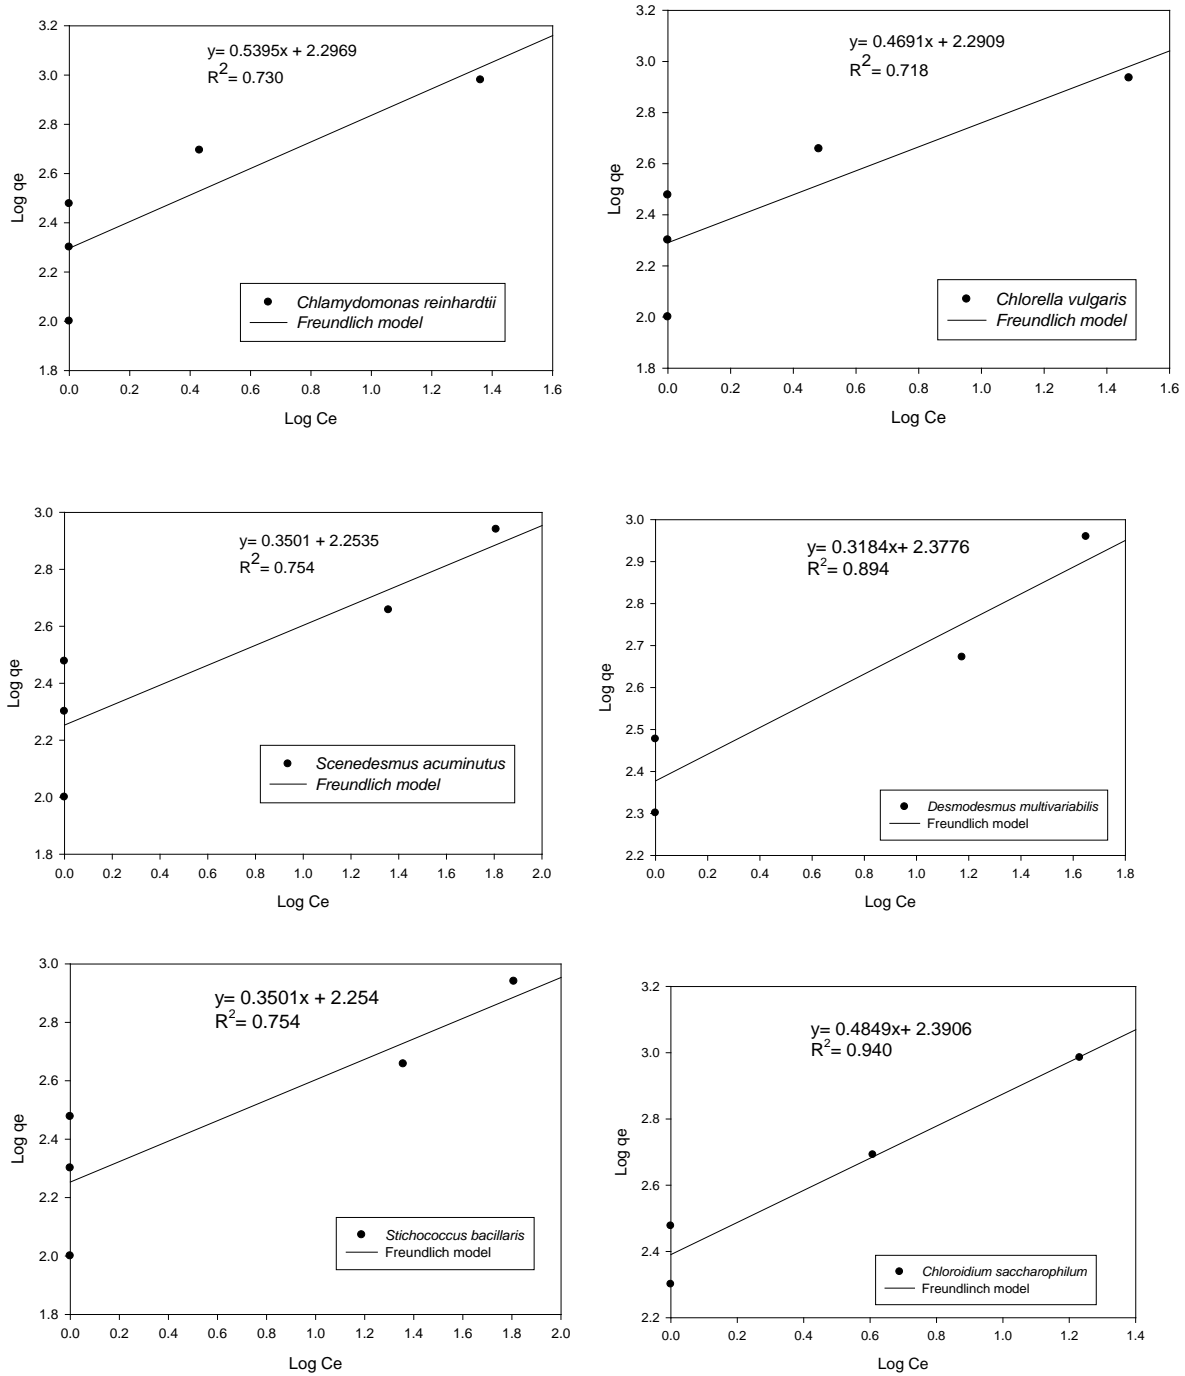 y= 0.5395x + 2.2969
R2= 0.730
3.2
3.0
2.8
2.6
2.4
2.2
2.0
1.8
Log qe
Chlamydomonas reinhardtii
Freundlich model
0.0 0.2 0.4 0.6 0.8 1.0 1.2 1.4 1.6
Log Ce
y= 0.4691x + 2.2909
R2= 0.718
3.2
3.0
2.8
2.6
2.4
2.2
2.0
1.8
Log qe
Chlorella vulgaris
Freundlich model
0.0 0.2 0.4 0.6 0.8 1.0 1.2 1.4 1.6
Log Ce
y= 0.3501 + 2.2535
R2= 0.754
3.0
2.8
2.6
2.4
2.2
2.0
1.8
Log qe
Scenedesmus acuminutus
Freundlich model
0.0 0.2 0.4 0.6 0.8 1.0 1.2 1.4 1.6 1.8 2.0
Log Ce
y= 0.3184x+ 2.3776
R2= 0.894
3.0
2.9
2.8
2.7
2.6
2.5
2.4
2.3
2.2
Log qe
Desmodesmus multivariabilis
Freundlich model
0.0 0.2 0.4 0.6 0.8 1.0 1.2 1.4 1.6 1.8
Log Ce
y= 0.3501x + 2.254
R2= 0.754
3.0
2.8
2.6
2.4
2.2
2.0
1.8
Log qe
Stichococcus bacillaris
Freundlich model
0.0 0.2 0.4 0.6 0.8 1.0 1.2 1.4 1.6 1.8 2.0
Log Ce
y= 0.4849x+ 2.3906
R2= 0.940
3.2
3.0
2.8
2.6
2.4
2.2
Log qe
Chloroidium saccharophilum
Freundlinch model
0.0 0.2 0.4 0.6 0.8 1.0 1.2 1.4
Log Ce